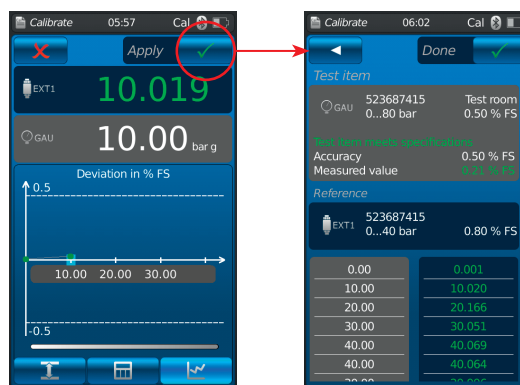 Calibrate 05:57 Cal
X Apply ✓
EXT1 10.019
GAU 10.00 bar g
Deviation in % FS
0.5
10.00 20.00 30.00
-0.5
Calibrate 06:02 Cal
Done ✓
Test item
GAU 523687415 Test room
0...80 bar 0.50 % FS
Test item meets specifications
Accuracy 0.50 % FS
Measured value 0.21 % FS
Reference
EXT1 523687415
0...40 bar 0.80 % FS
0.00 0.001
10.00 10.020
20.00 20.166
30.00 30.051
40.00 40.069
40.00 40.064